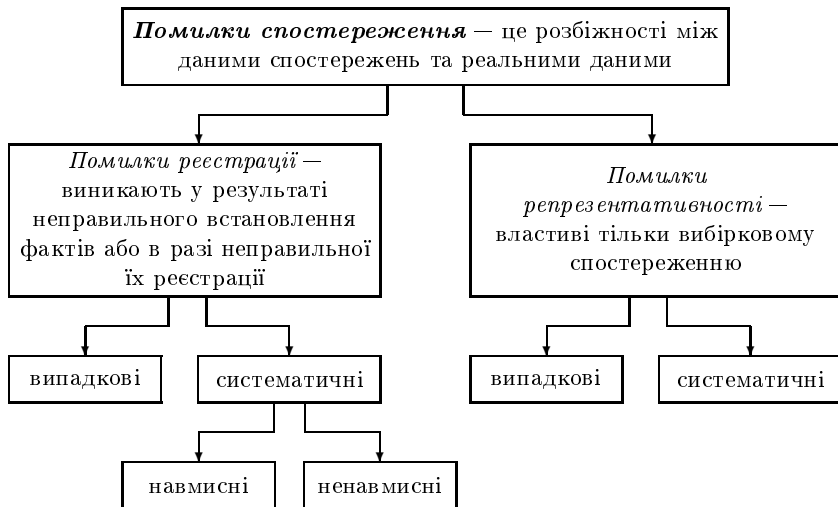 Помилки спостереження — це розбіжності між
даними спостережень та реальними даними
Помилки реєстрації —
виникають у результаті
неправильного встановлення
фактів або в разі неправильної
їх реєстрації
Помилки
репрезентативності —
властиві тільки вибірковому
спостереженню
випадкові
систематичні
випадкові
систематичні
навмисні
ненавмисні